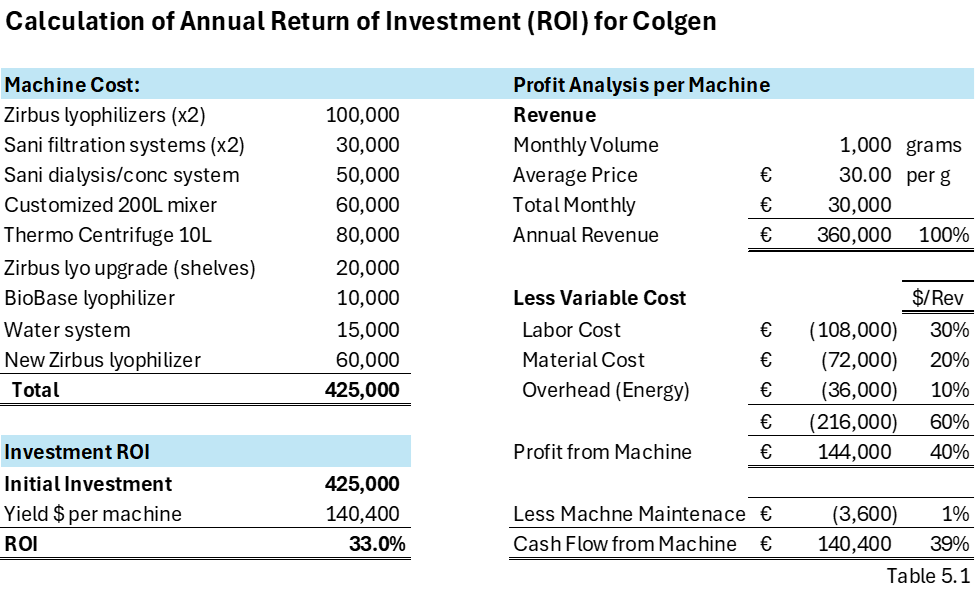 Calculation of Annual Return of Investment (ROI) for Colgen
Machine Cost:
Zirbus lyophilizers (x2) 100,000
Sani filtration systems (x2) 30,000
Sani dialysis/conc system 50,000
Customized 200L mixer 60,000
Thermo Centrifuge 10L 80,000
Zirbus lyo upgrade (shelves) 20,000
BioBase lyophilizer 10,000
Water system 15,000
New Zirbus lyophilizer 60,000
Total 425,000
Investment ROI
Initial Investment 425,000
Yield $ per machine 140,400
ROI 33.0%
Profit Analysis per Machine
Revenue
Monthly Volume 1,000 grams
Average Price € 30.00 per g
Total Monthly € 30,000
Annual Revenue € 360,000 100%
Less Variable Cost $/Rev
Labor Cost € (108,000) 30%
Material Cost € (72,000) 20%
Overhead (Energy) € (36,000) 10%
€ (216,000) 60%
Profit from Machine € 144,000 40%
Less Machne Maintenace € (3,600) 1%
Cash Flow from Machine € 140,400 39%
Table 5.1